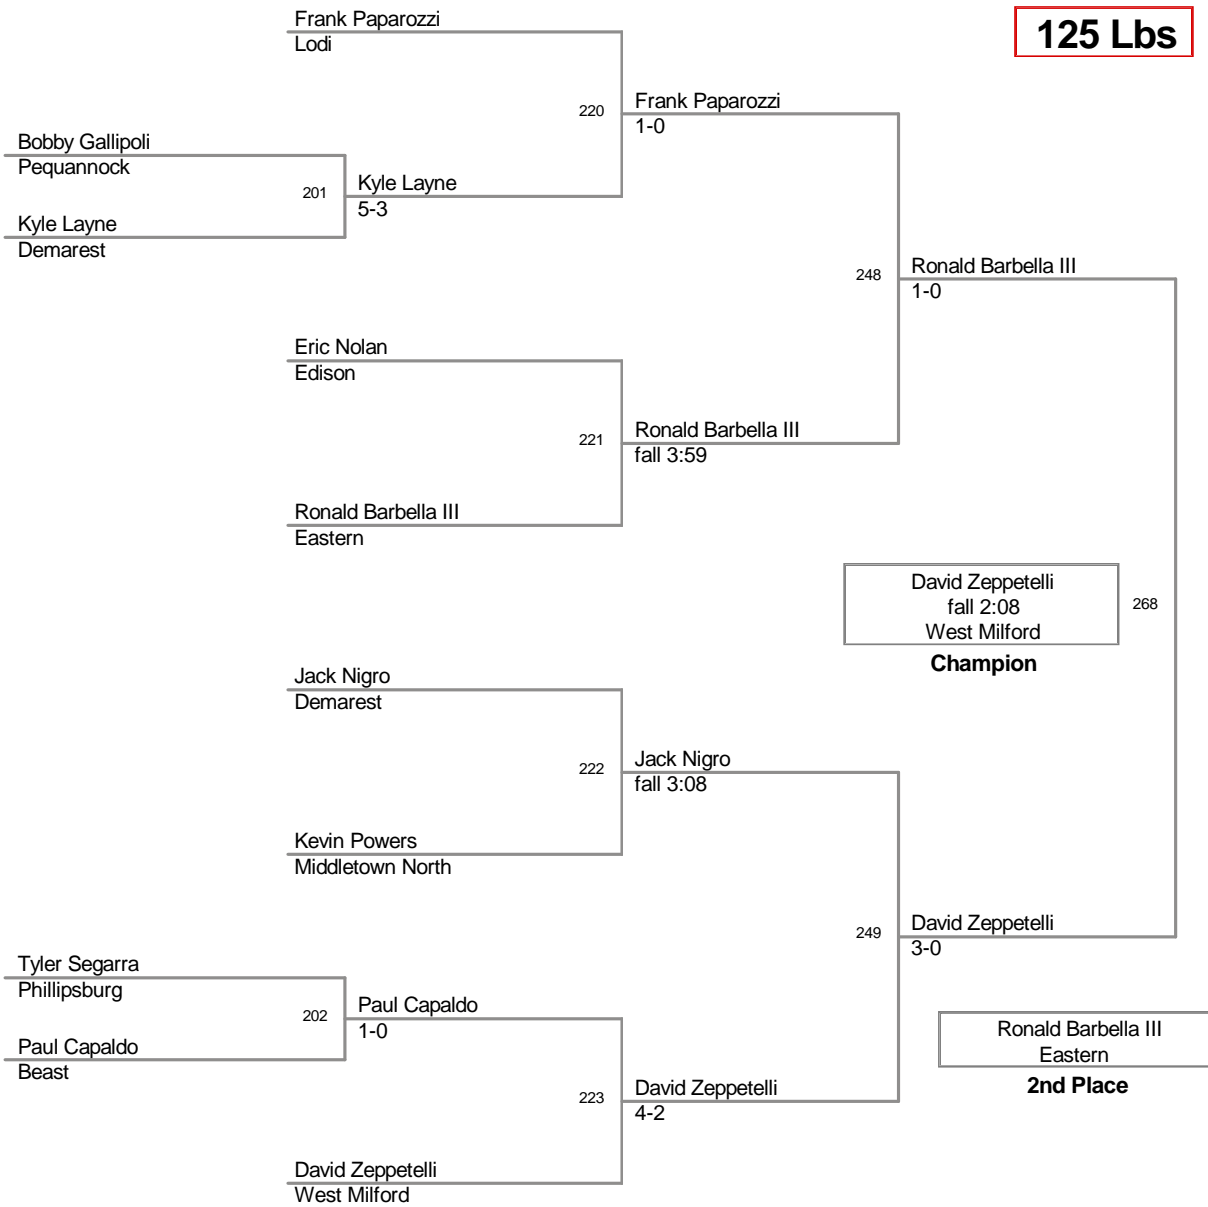 Frank Paparozzi
Lodi
125 Lbs
220
Frank Paparozzi
1-0
Bobby Gallipoli
Pequannock
201
Kyle Layne
5-3
Kyle Layne
Demarest
248
Ronald Barbella III
1-0
Eric Nolan
Edison
221
Ronald Barbella III
fall 3:59
Ronald Barbella III
Eastern
David Zeppetelli
fall 2:08
West Milford
268
Champion
Jack Nigro
Demarest
222
Jack Nigro
fall 3:08
Kevin Powers
Middletown North
249
David Zeppetelli
3-0
Tyler Segarra
Phillipsburg
202
Paul Capaldo
1-0
Paul Capaldo
Beast
Ronald Barbella III
Eastern
2nd Place
223
David Zeppetelli
4-2
David Zeppetelli
West Milford